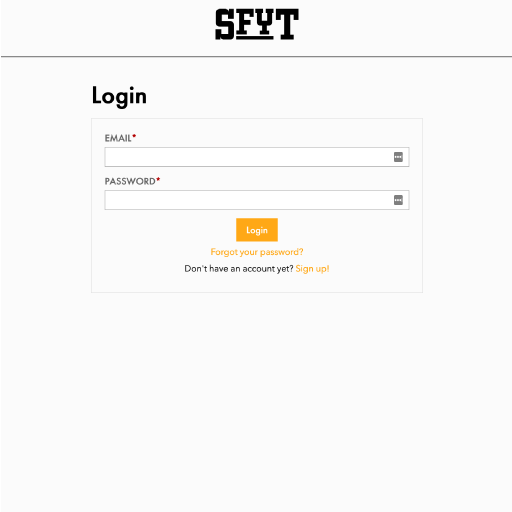 SFYT
Login
EMAIL*
PASSWORD*
Login
Forgot your password?
Don't have an account yet? Sign up!